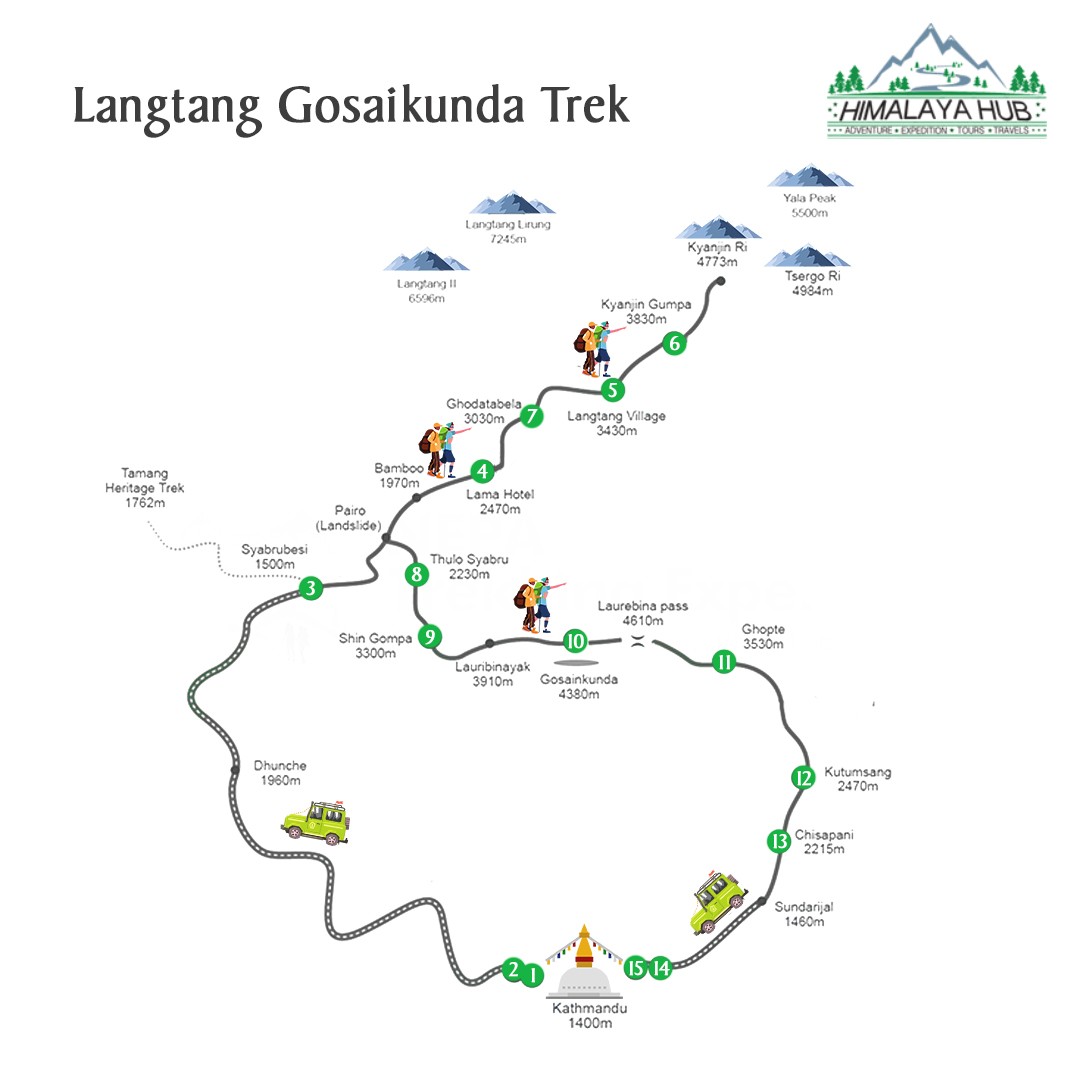 Langtang Gosaikunda Trek
HIMALAYA HUB
ADVENTURE • EXPEDITION • TOURS • TRAVELS
Yala Peak
5500m
Langtang Lirung
7245m
Kyanjin Ri
4773m
Langtang II
6596m
Tsergo Ri
4984m
Kyanjin Gumpa
3830m
6
5
Ghodatabela
3030m
7
Langtang Village
3430m
Bamboo
1970m
4
Lama Hotel
2470m
Tamang
Heritage Trek
1762m
Pairo
(Landslide)
Syabrubesi
1500m
3
Thulo Syabru
2230m
8
Shin Gompa
3300m
9
Lauribinayak
3910m
10
Gosainkunda
4380m
Laurebina pass
4610m
Ghopte
3530m
11
Dhunche
1960m
12
Kutumsang
2470m
13
Chisapani
2215m
Sundarijal
1460m
2
1
15
14
Kathmandu
1400m